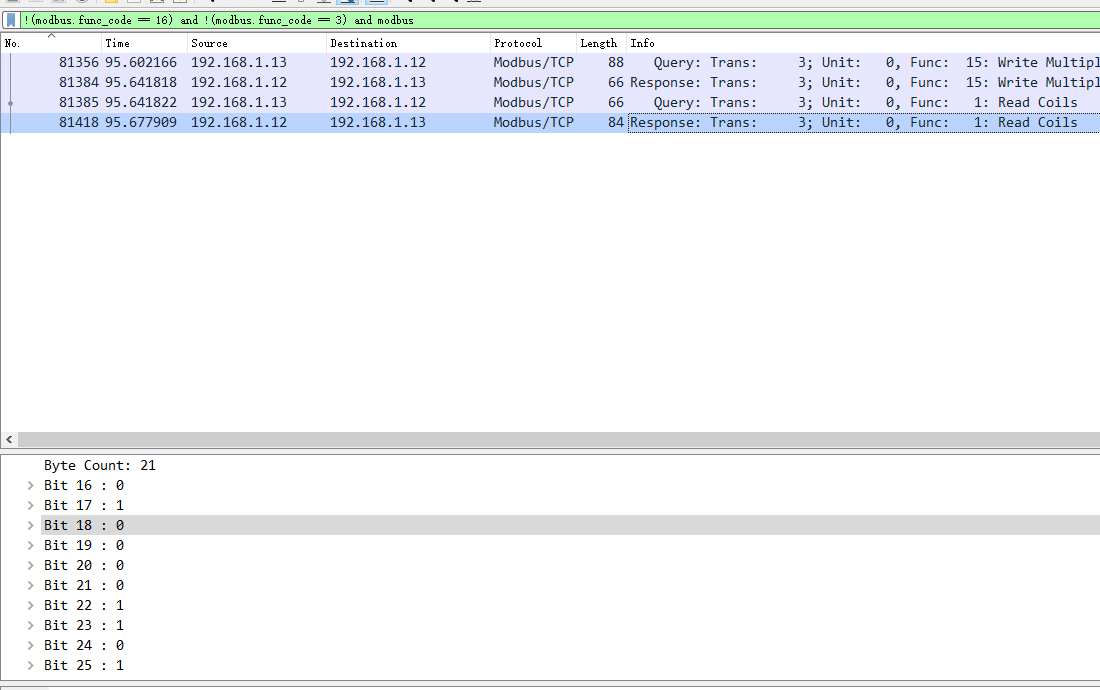 !(modbus.func_code == 16) and !(modbus.func_code == 3) and modbus
No. Time Source Destination Protocol Length Info
81356 95.602166 192.168.1.13 192.168.1.12 Modbus/TCP 88 Query: Trans: 3; Unit: 0, Func: 15: Write Multipl
81384 95.641818 192.168.1.12 192.168.1.13 Modbus/TCP 66 Response: Trans: 3; Unit: 0, Func: 15: Write Multipl
81385 95.641822 192.168.1.13 192.168.1.12 Modbus/TCP 66 Query: Trans: 3; Unit: 0, Func: 1: Read Coils
81418 95.677909 192.168.1.12 192.168.1.13 Modbus/TCP 84 Response: Trans: 3; Unit: 0, Func: 1: Read Coils
Byte Count: 21
Bit 16 : 0
Bit 17 : 1
Bit 18 : 0
Bit 19 : 0
Bit 20 : 0
Bit 21 : 0
Bit 22 : 1
Bit 23 : 1
Bit 24 : 0
Bit 25 : 1